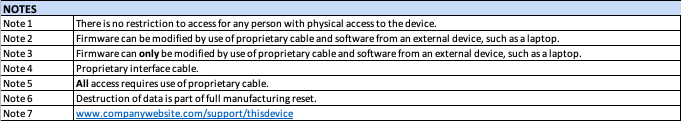 NOTES
Note 1 There is no restriction to access for any person with physical access to the device.
Note 2 Firmware can be modified by use of proprietary cable and software from an external device, such as a laptop.
Note 3 Firmware can only be modified by use of proprietary cable and software from an external device, such as a laptop.
Note 4 Proprietary interface cable.
Note 5 All access requires use of proprietary cable.
Note 6 Destruction of data is part of full manufacturing reset.
Note 7 www.companywebsite.com/support/thisdevice